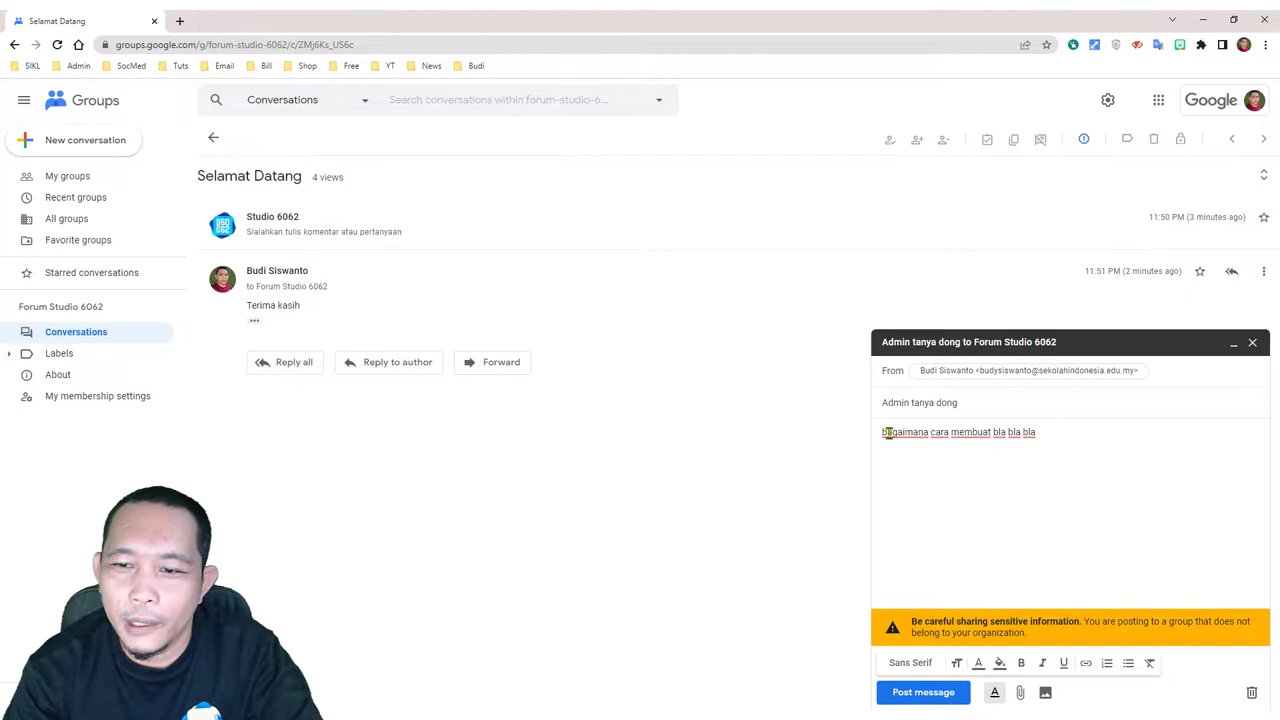 Selamat Datang
groups.google.com/g/forum-studio-6062/c/ZMj6Ks_US6c
SIKL Admin SocMed Tuts Email Bill Shop Free YT News Budi
Groups Conversations Search conversations within forum-studio-6... Google
New conversation
My groups
Recent groups
All groups
Favorite groups
Starred conversations
Forum Studio 6062
Conversations
Labels
About
My membership settings
Selamat Datang 4 views
Studio 6062 11:50 PM (3 minutes ago)
Sialahkan tulis komentar atau pertanyaan
Budi Siswanto 11:51 PM (2 minutes ago)
to Forum Studio 6062
Terima kasih
Reply all Reply to author Forward
Admin tanya dong to Forum Studio 6062
From Budi Siswanto <budysiswanto@sekolahindonesia.edu.my>
Admin tanya dong
bagaimana cara membuat bla bla bla
Be careful sharing sensitive information. You are posting to a group that does not
belong to your organization.
Sans Serif
Post message